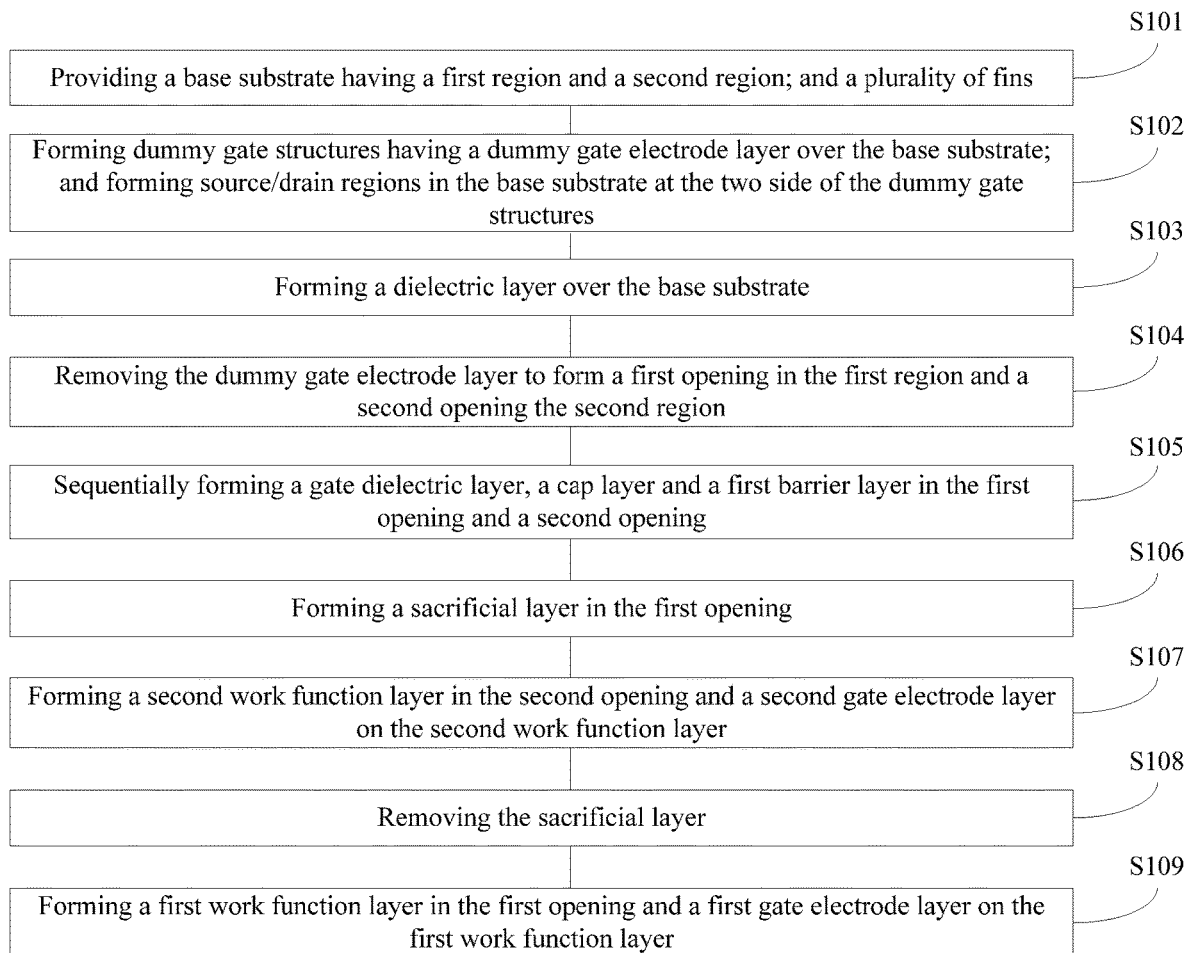 S101
Providing a base substrate having a first region and a second region; and a plurality of fins
S102
Forming dummy gate structures having a dummy gate electrode layer over the base substrate;
and forming source/drain regions in the base substrate at the two side of the dummy gate
structures
S103
Forming a dielectric layer over the base substrate
S104
Removing the dummy gate electrode layer to form a first opening in the first region and a
second opening the second region
S105
Sequentially forming a gate dielectric layer, a cap layer and a first barrier layer in the first
opening and a second opening
S106
Forming a sacrificial layer in the first opening
S107
Forming a second work function layer in the second opening and a second gate electrode layer
on the second work function layer
S108
Removing the sacrificial layer
S109
Forming a first work function layer in the first opening and a first gate electrode layer on the
first work function layer